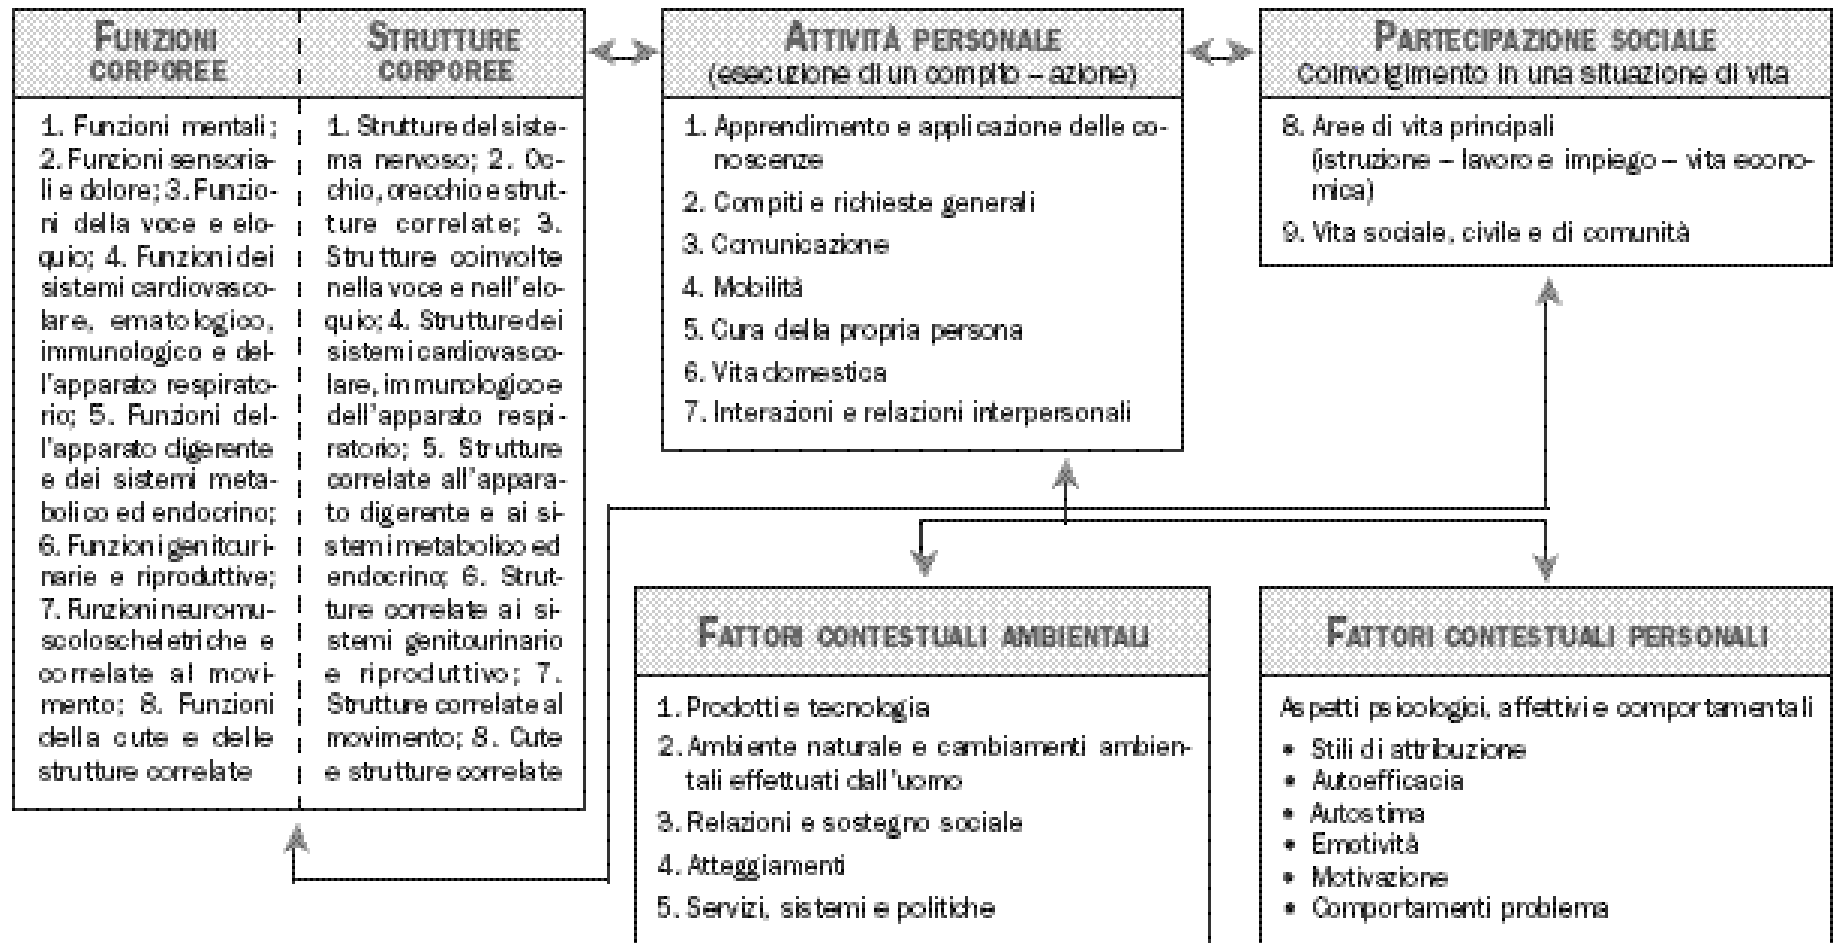 FUNZIONI
CORPOREE
1. Funzioni mentali;
2. Funzioni sensoria-
li e dolore; 3. Funzio-
ni della voce e elo-
quio; 4. Funzioni dei
sistemi cardiovasco-
lare, ematologico,
immunologico e del-
l'apparato respirato-
rio; 5. Funzioni del-
l'apparato digerente
e dei sistemi meta-
bolico ed endocrino;
6. Funzioni genitouri-
narie e riproduttive;
7. Funzioni neuromu-
scoloscheletriche e
correlate al movi-
mento; 8. Funzioni
della cute e delle
strutture correlate
STRUTTURE
CORPOREE
1. Strutture del siste-
ma nervoso; 2. Oc-
chio, orecchio e strut-
ture correlate; 3.
Strutture coinvolte
nella voce e nell'elo-
quio; 4. Strutture dei
sistemi cardiovasco-
lare, immunologico e
dell'apparato respi-
ratorio; 5. Strutture
correlate all'appara-
to digerente e ai si-
stemi metabolico ed
endocrino; 6. Strut-
ture correlate ai si-
stemi genitourinario
e riproduttivo; 7.
Strutture correlate al
movimento; 8. Cute
e strutture correlate
ATTIVITÀ PERSONALE
(esecuzione di un compito – azione)
1. Apprendimento e applicazione delle co-
noscenze
2. Compiti e richieste generali
3. Comunicazione
4. Mobilità
5. Cura della propria persona
6. Vita domestica
7. Interazioni e relazioni interpersonali
PARTECIPAZIONE SOCIALE
Coinvolgimento in una situazione di vita
8. Aree di vita principali
(istruzione – lavoro e impiego – vita econo-
mica)
9. Vita sociale, civile e di comunità
FATTORI CONTESTUALI AMBIENTALI
1. Prodotti e tecnologia
2. Ambiente naturale e cambiamenti ambien-
tali effettuati dall'uomo
3. Relazioni e sostegno sociale
4. Atteggiamenti
5. Servizi, sistemi e politiche
FATTORI CONTESTUALI PERSONALI
Aspetti psicologici, affettivi e comportamentali
• Stili di attribuzione
• Autoefficacia
• Autostima
• Emotività
• Motivazione
• Comportamenti problema